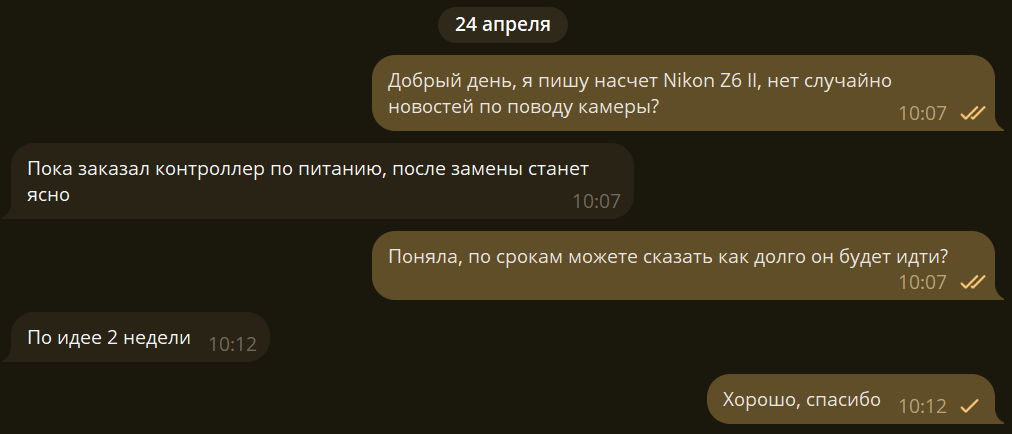 24 апреля
Добрый день, я пишу насчет Nikon Z6 II, нет случайно
новостей по поводу камеры?
10:07
Пока заказал контроллер по питанию, после замены станет
ясно
10:07
Поняла, по срокам можете сказать как долго он будет идти?
10:07
По идее 2 недели 10:12
Хорошо, спасибо 10:12